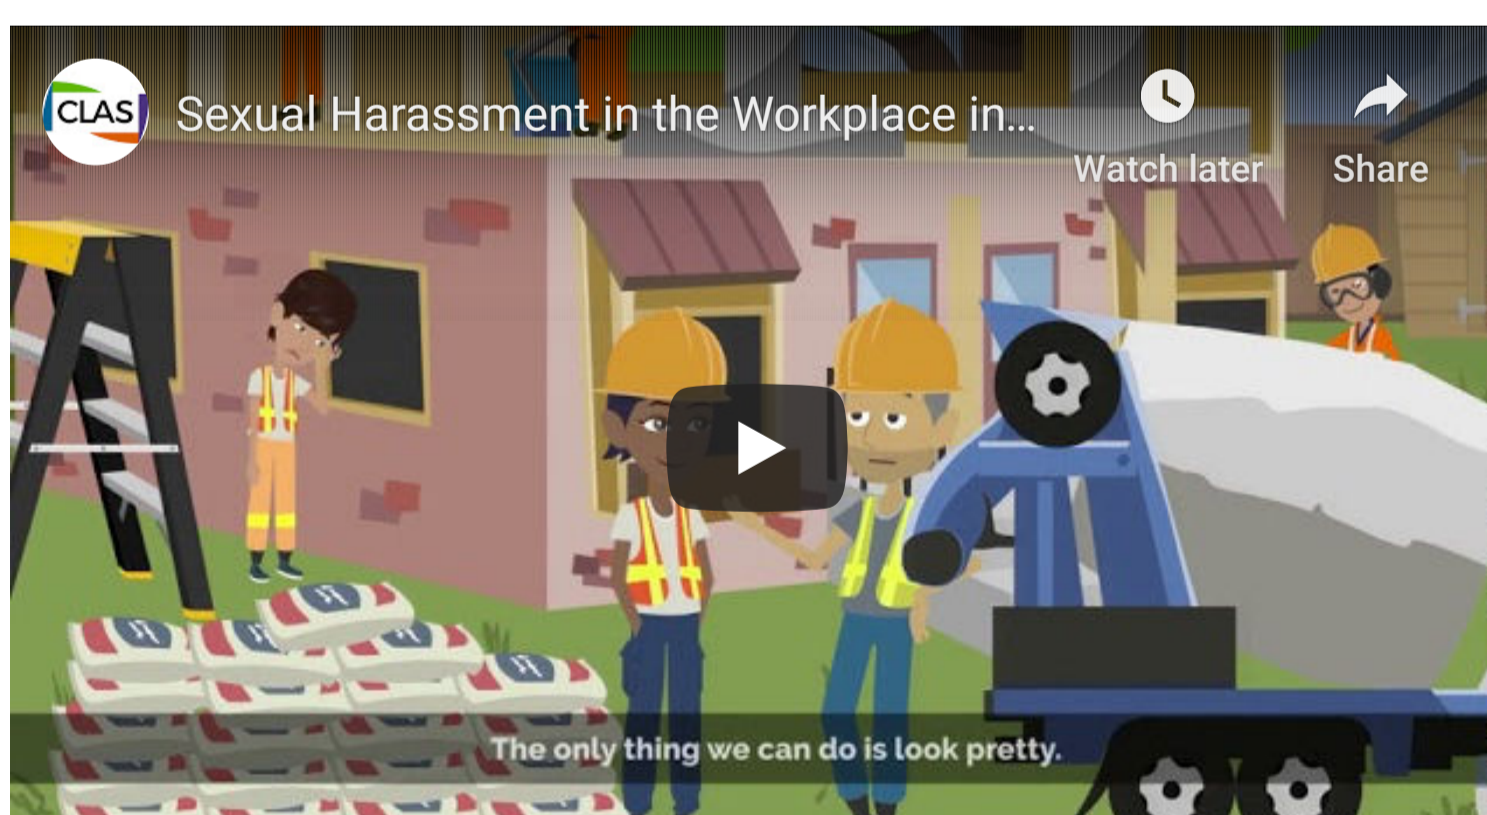 CLAS
Sexual Harassment in the Workplace in...
Watch later
Share
The only thing we can do is look pretty.